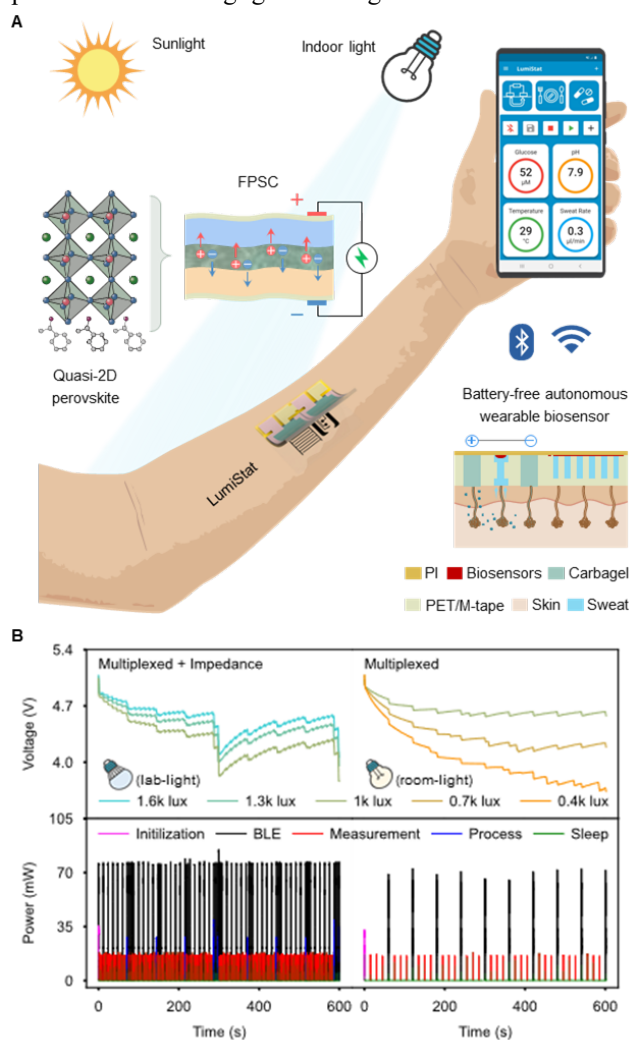 A
Sunlight
Indoor light
LumiStat
Glucose
52
µM
pH
7.9
Temperature
29
°C
Sweat Rate
0.3
µl/min
FPSC
+
−
Quasi-2D
perovskite
LumiStat
Battery-free autonomous
wearable biosensor
+ −
PI Biosensors Carbagel
PET/M-tape Skin Sweat
B
Multiplexed + Impedance
Multiplexed
Voltage (V)
5.4
4.7
4.0
(lab-light)
(room-light)
1.6k lux 1.3k lux 1k lux 0.7k lux 0.4k lux
Initilization BLE Measurement Process Sleep
Power (mW)
105
70
35
0
0 200 400 600 200 400 600
Time (s) Time (s)